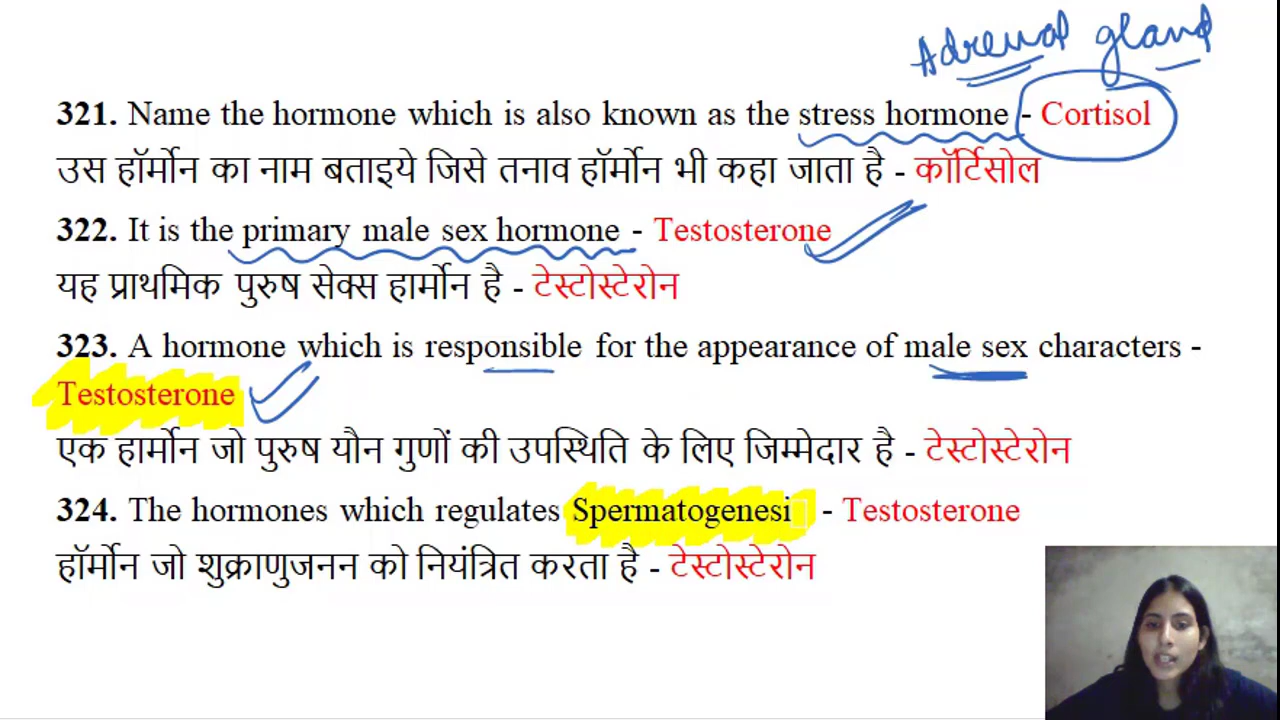 Adrenal gland
321. Name the hormone which is also known as the stress hormone - Cortisol
उस हॉर्मोन का नाम बताइये जिसे तनाव हॉर्मोन भी कहा जाता है - कॉर्टिसोल
322. It is the primary male sex hormone - Testosterone
यह प्राथमिक पुरुष सेक्स हार्मोन है - टेस्टोस्टेरोन
323. A hormone which is responsible for the appearance of male sex characters -
Testosterone
एक हार्मोन जो पुरुष यौन गुणों की उपस्थिति के लिए जिम्मेदार है - टेस्टोस्टेरोन
324. The hormones which regulates Spermatogenesi - Testosterone
हॉर्मोन जो शुक्राणुजनन को नियंत्रित करता है - टेस्टोस्टेरोन